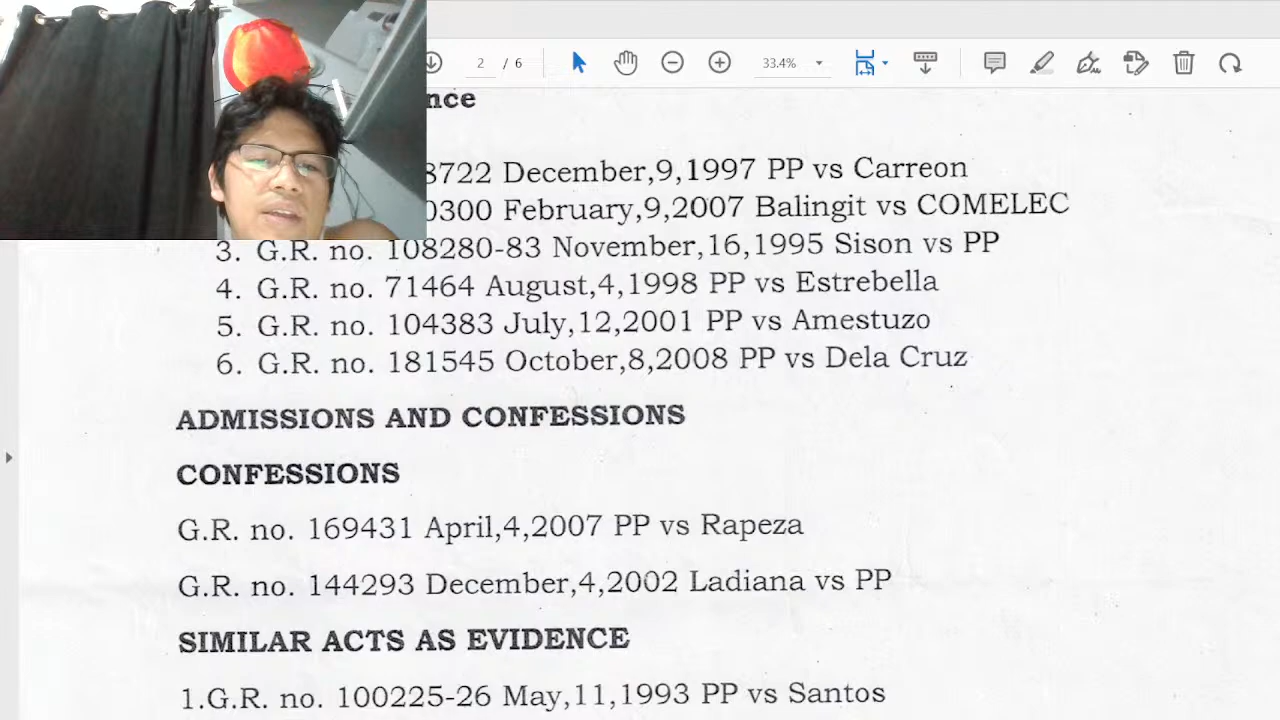 2 / 6 33.4%
nce
8722 December,9,1997 PP vs Carreon
0300 February,9,2007 Balingit vs COMELEC
3. G.R. no. 108280-83 November,16,1995 Sison vs PP
4. G.R. no. 71464 August,4,1998 PP vs Estrebella
5. G.R. no. 104383 July,12,2001 PP vs Amestuzo
6. G.R. no. 181545 October,8,2008 PP vs Dela Cruz
ADMISSIONS AND CONFESSIONS
CONFESSIONS
G.R. no. 169431 April,4,2007 PP vs Rapeza
G.R. no. 144293 December,4,2002 Ladiana vs PP
SIMILAR ACTS AS EVIDENCE
1.G.R. no. 100225-26 May,11,1993 PP vs Santos